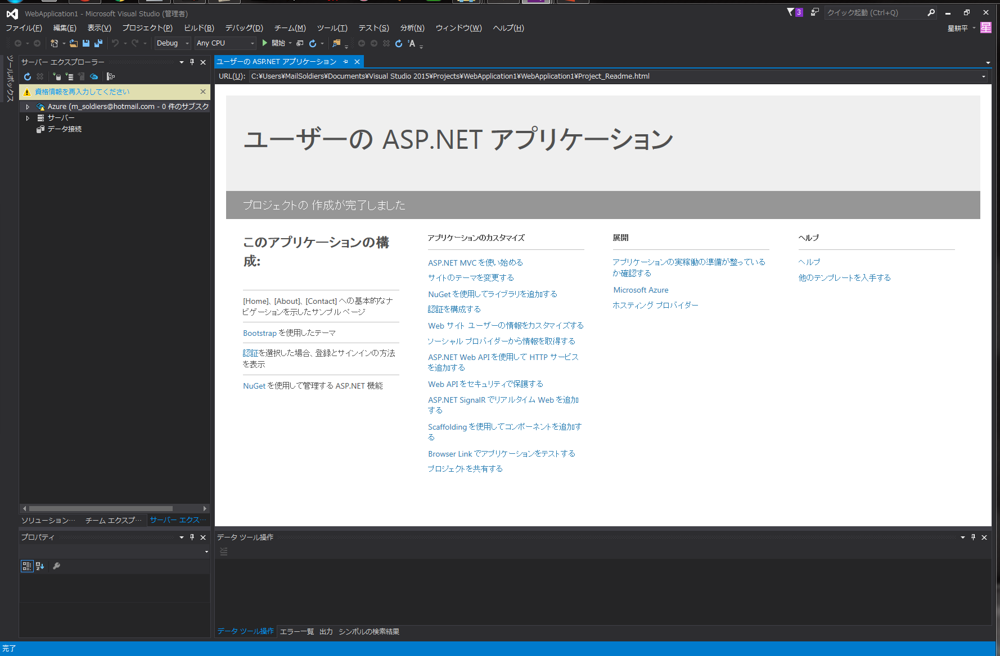 WebApplication1 - Microsoft Visual Studio (管理者)
3
クイック起動 (Ctrl+Q)
ファイル(F) 編集(E) 表示(V) プロジェクト(P) ビルド(B) デバッグ(D) チーム(M) ツール(T) テスト(S) 分析(N) ウィンドウ(W) ヘルプ(H)
星耕平 星
Debug Any CPU 開始
ツールボックス
サーバー エクスプローラー
資格情報を再入力してください
Azure (m_soldiers@hotmail.com - 0 件のサブスク
サーバー
データ接続
ソリューション… チーム エクスプ… サーバー エクス…
プロパティ
ユーザーの ASP.NET アプリケーション
URL(U): C:¥Users¥MailSoldiers¥Documents¥Visual Studio 2015¥Projects¥WebApplication1¥WebApplication1¥Project_Readme.html
ユーザーの ASP.NET アプリケーション
プロジェクトの 作成が完了しました
このアプリケーションの構
成:
[Home]、[About]、[Contact] への基本的なナ
ビゲーションを示したサンプル ページ
Bootstrap を使用したテーマ
認証を選択した場合、登録とサインインの方法
を表示
NuGet を使用して管理する ASP.NET 機能
アプリケーションのカスタマイズ
ASP.NET MVC を使い始める
サイトのテーマを変更する
NuGet を使用してライブラリを追加する
認証を構成する
Web サイト ユーザーの情報をカスタマイズする
ソーシャル プロバイダーから情報を取得する
ASP.NET Web API を使用して HTTP サービス
を追加する
Web API をセキュリティで保護する
ASP.NET SignalR でリアルタイム Web を追加
する
Scaffolding を使用してコンポーネントを追加す
る
Browser Link でアプリケーションをテストする
プロジェクトを共有する
展開
アプリケーションの実稼働の準備が整っている
か確認する
Microsoft Azure
ホスティング プロバイダー
ヘルプ
ヘルプ
他のテンプレートを入手する
データ ツール操作
データ ツール操作 エラー一覧 出力 シンボルの検索結果
完了